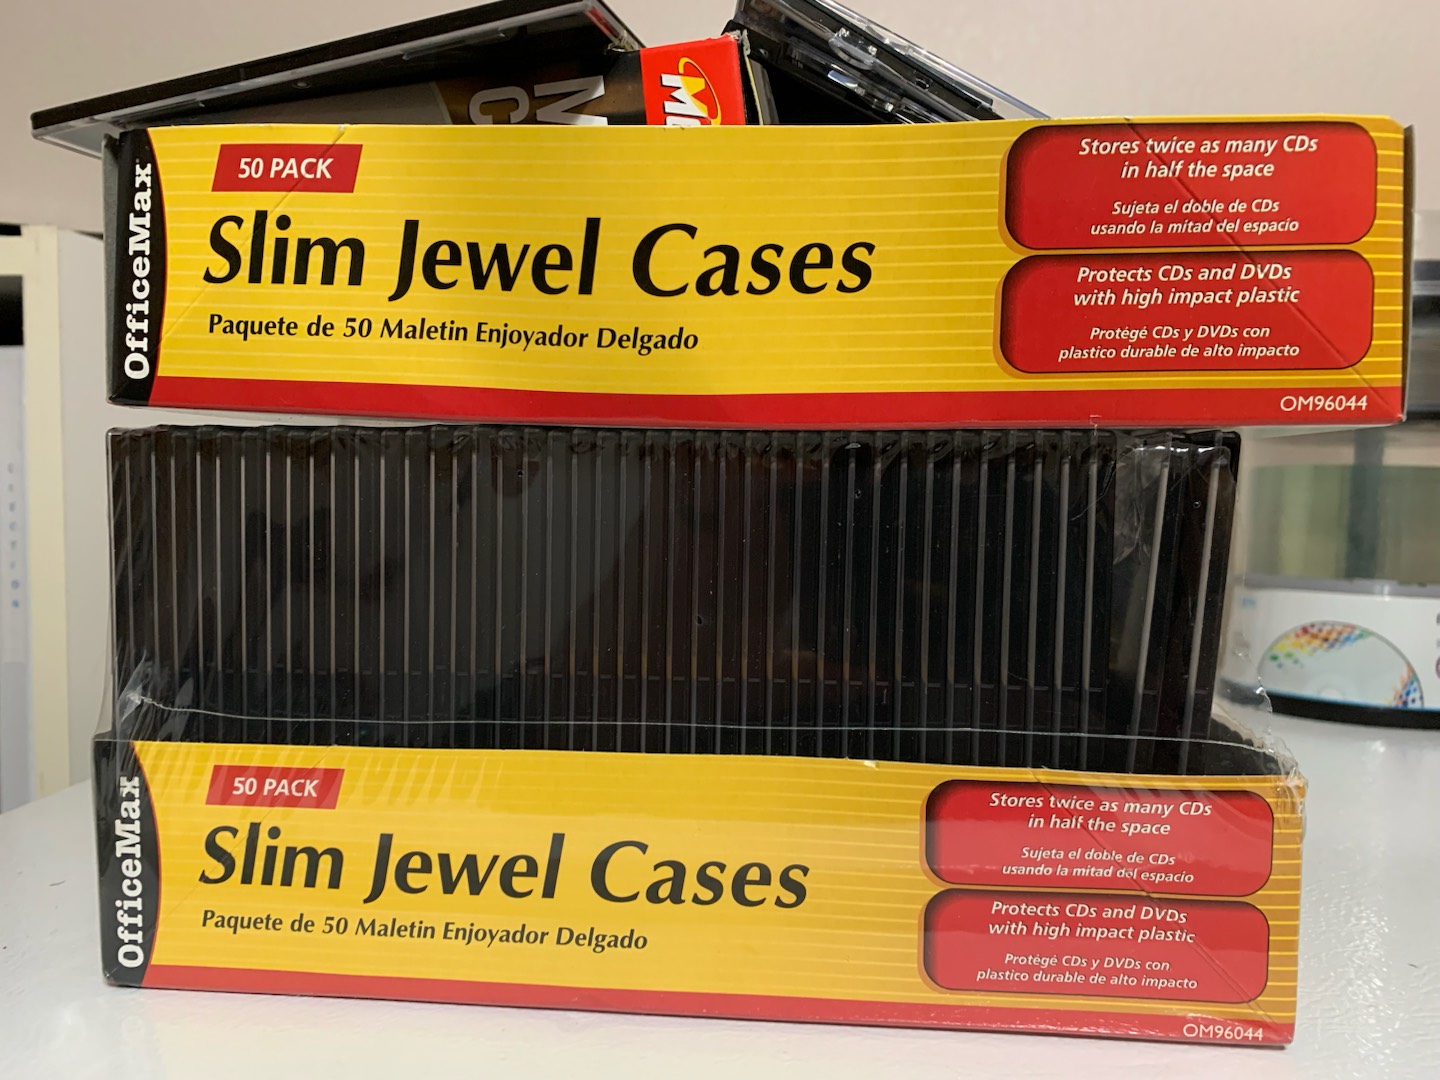 50 PACK
Slim Jewel Cases
Paquete de 50 Maletin Enjoyador Delgado
OfficeMax
Stores twice as many CDs
in half the space
Sujeta el doble de CDs
usando la mitad del espacio
Protects CDs and DVDs
with high impact plastic
Protégé CDs y DVDs con
plastico durable de alto impacto
OM96044
50 PACK
Slim Jewel Cases
Paquete de 50 Maletin Enjoyador Delgado
OfficeMax
Stores twice as many CDs
in half the space
Sujeta el doble de CDs
usando la mitad del espacio
Protects CDs and DVDs
with high impact plastic
Protégé CDs y DVDs con
plastico durable de alto impacto
OM96044